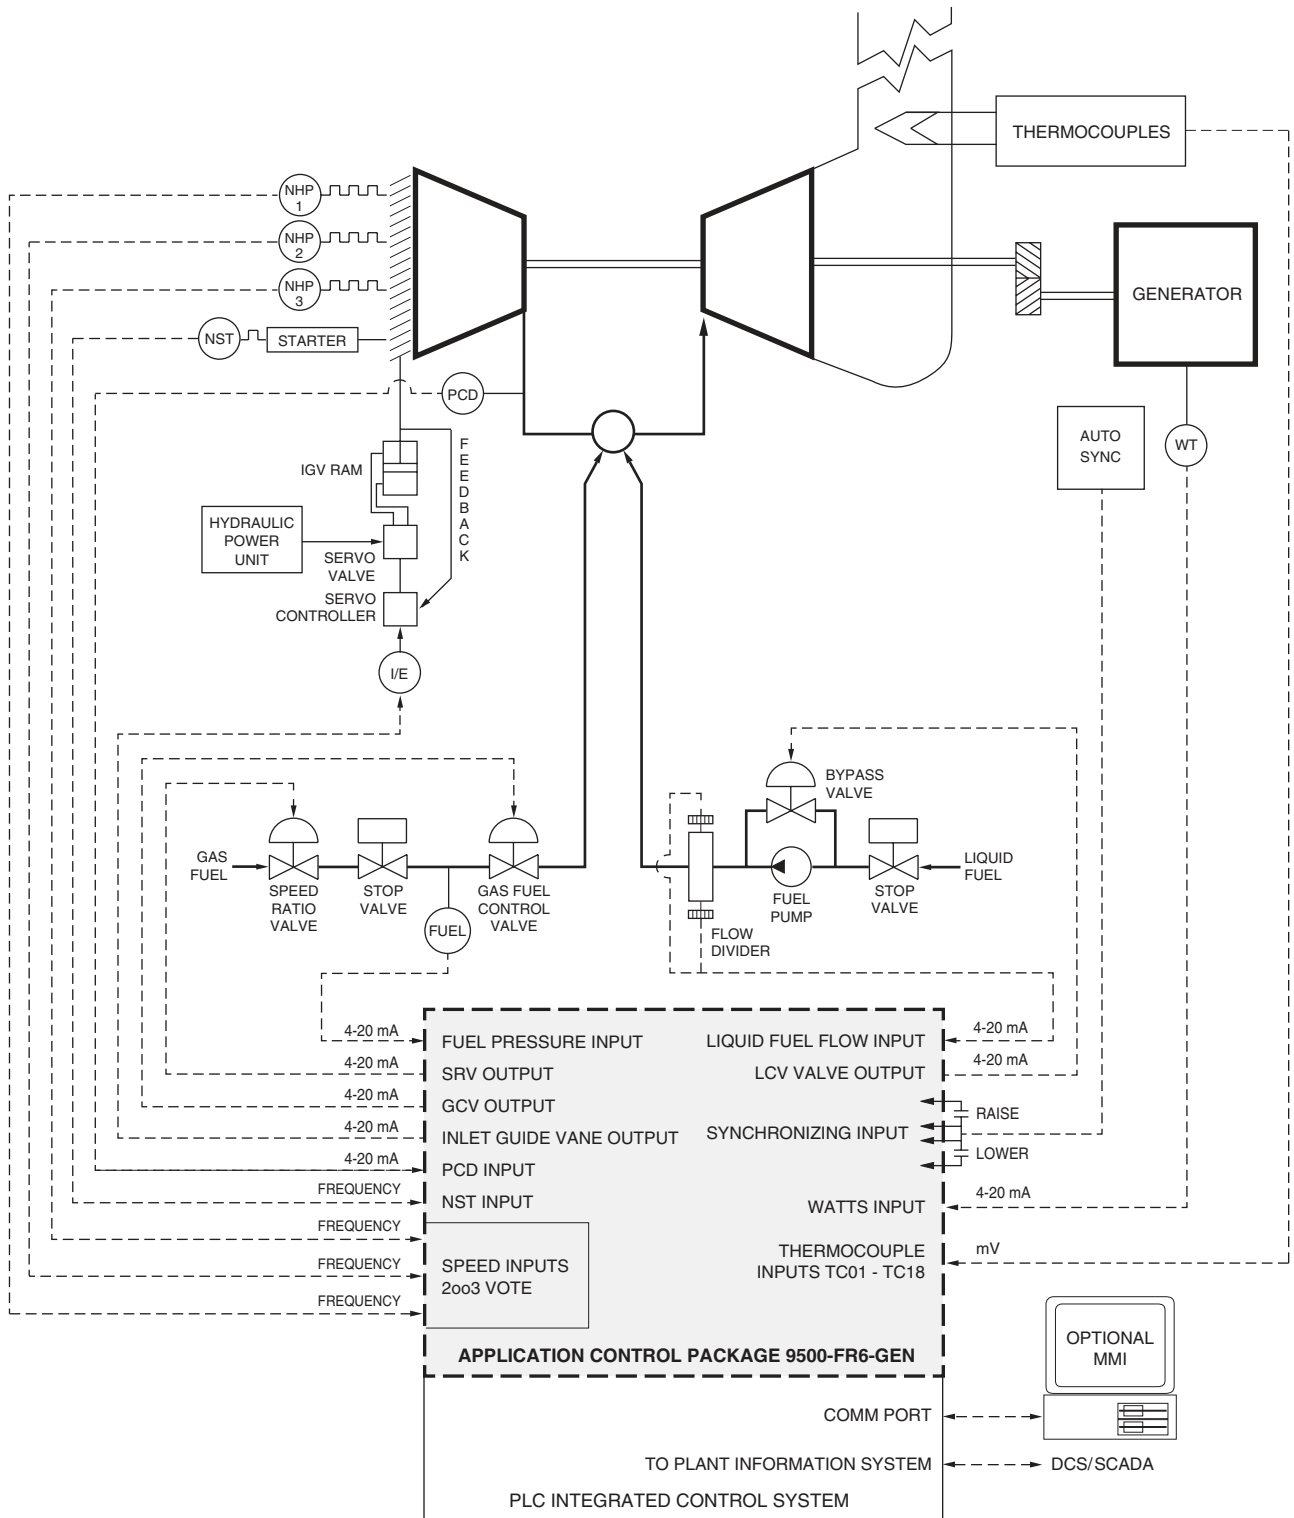 THERMOCOUPLES
NHP
1
NHP
2
NHP
3
NST
STARTER
GENERATOR
PCD
AUTO
SYNC
WT
IGV RAM
FEEDBACK
HYDRAULIC
POWER
UNIT
SERVO
VALVE
SERVO
CONTROLLER
I/E
BYPASS
VALVE
GAS
FUEL
SPEED
RATIO
VALVE
STOP
VALVE
GAS FUEL
CONTROL
VALVE
FUEL
FLOW
DIVIDER
FUEL
PUMP
STOP
VALVE
LIQUID
FUEL
4-20 mA
FUEL PRESSURE INPUT
4-20 mA
SRV OUTPUT
4-20 mA
GCV OUTPUT
4-20 mA
INLET GUIDE VANE OUTPUT
4-20 mA
PCD INPUT
FREQUENCY
NST INPUT
FREQUENCY
FREQUENCY
FREQUENCY
SPEED INPUTS
2oo3 VOTE
LIQUID FUEL FLOW INPUT
4-20 mA
LCV VALVE OUTPUT
4-20 mA
SYNCHRONIZING INPUT
RAISE
LOWER
WATTS INPUT
4-20 mA
THERMOCOUPLE
INPUTS TC01 - TC18
mV
APPLICATION CONTROL PACKAGE 9500-FR6-GEN
OPTIONAL
MMI
COMM PORT
TO PLANT INFORMATION SYSTEM
DCS/SCADA
PLC INTEGRATED CONTROL SYSTEM